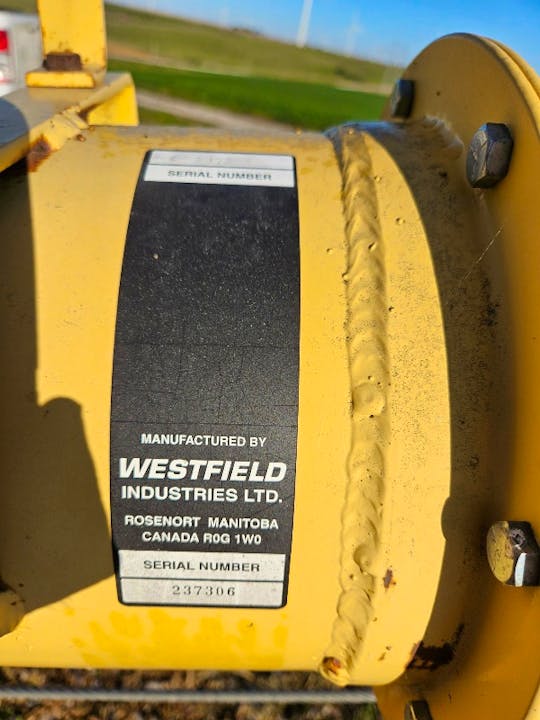 SERIAL NUMBER
MANUFACTURED BY
WESTFIELD
INDUSTRIES LTD.
ROSENORT MANITOBA
CANADA R0G 1W0
SERIAL NUMBER
237306